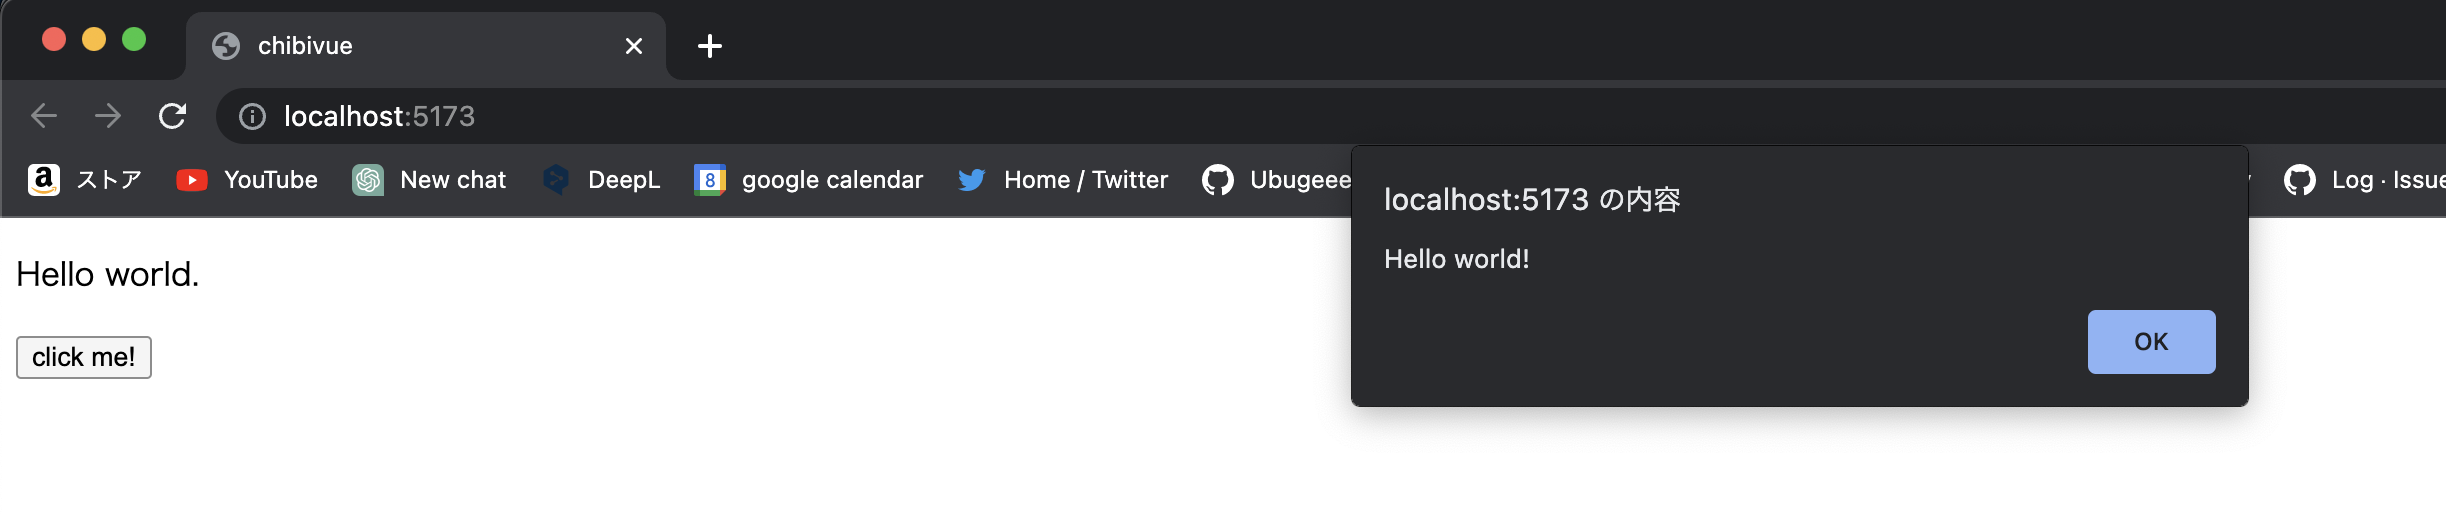 chibivue
localhost:5173
ストア YouTube New chat DeepL 8 google calendar Home / Twitter Ubugeee Log · Issue
localhost:5173 の内容
Hello world!
OK
Hello world.
click me!